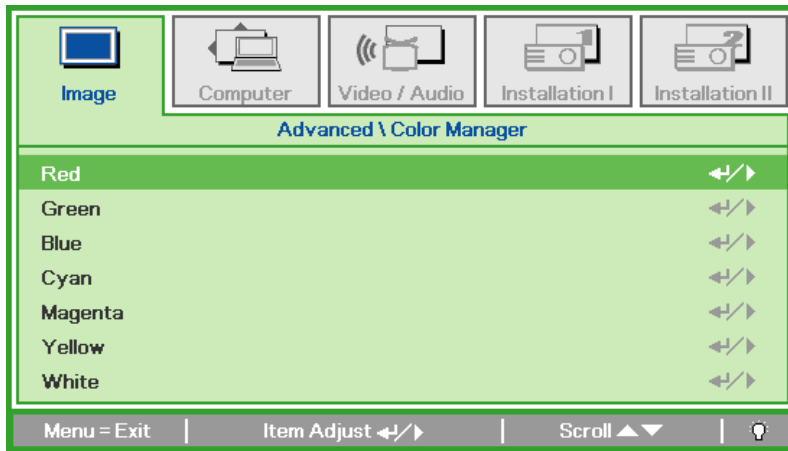 Image Computer Video / Audio Installation I Installation II
Advanced \ Color Manager
Red
Green
Blue
Cyan
Magenta
Yellow
White
Menu = Exit | Item Adjust ↵/▶ | Scroll ▲▼ |